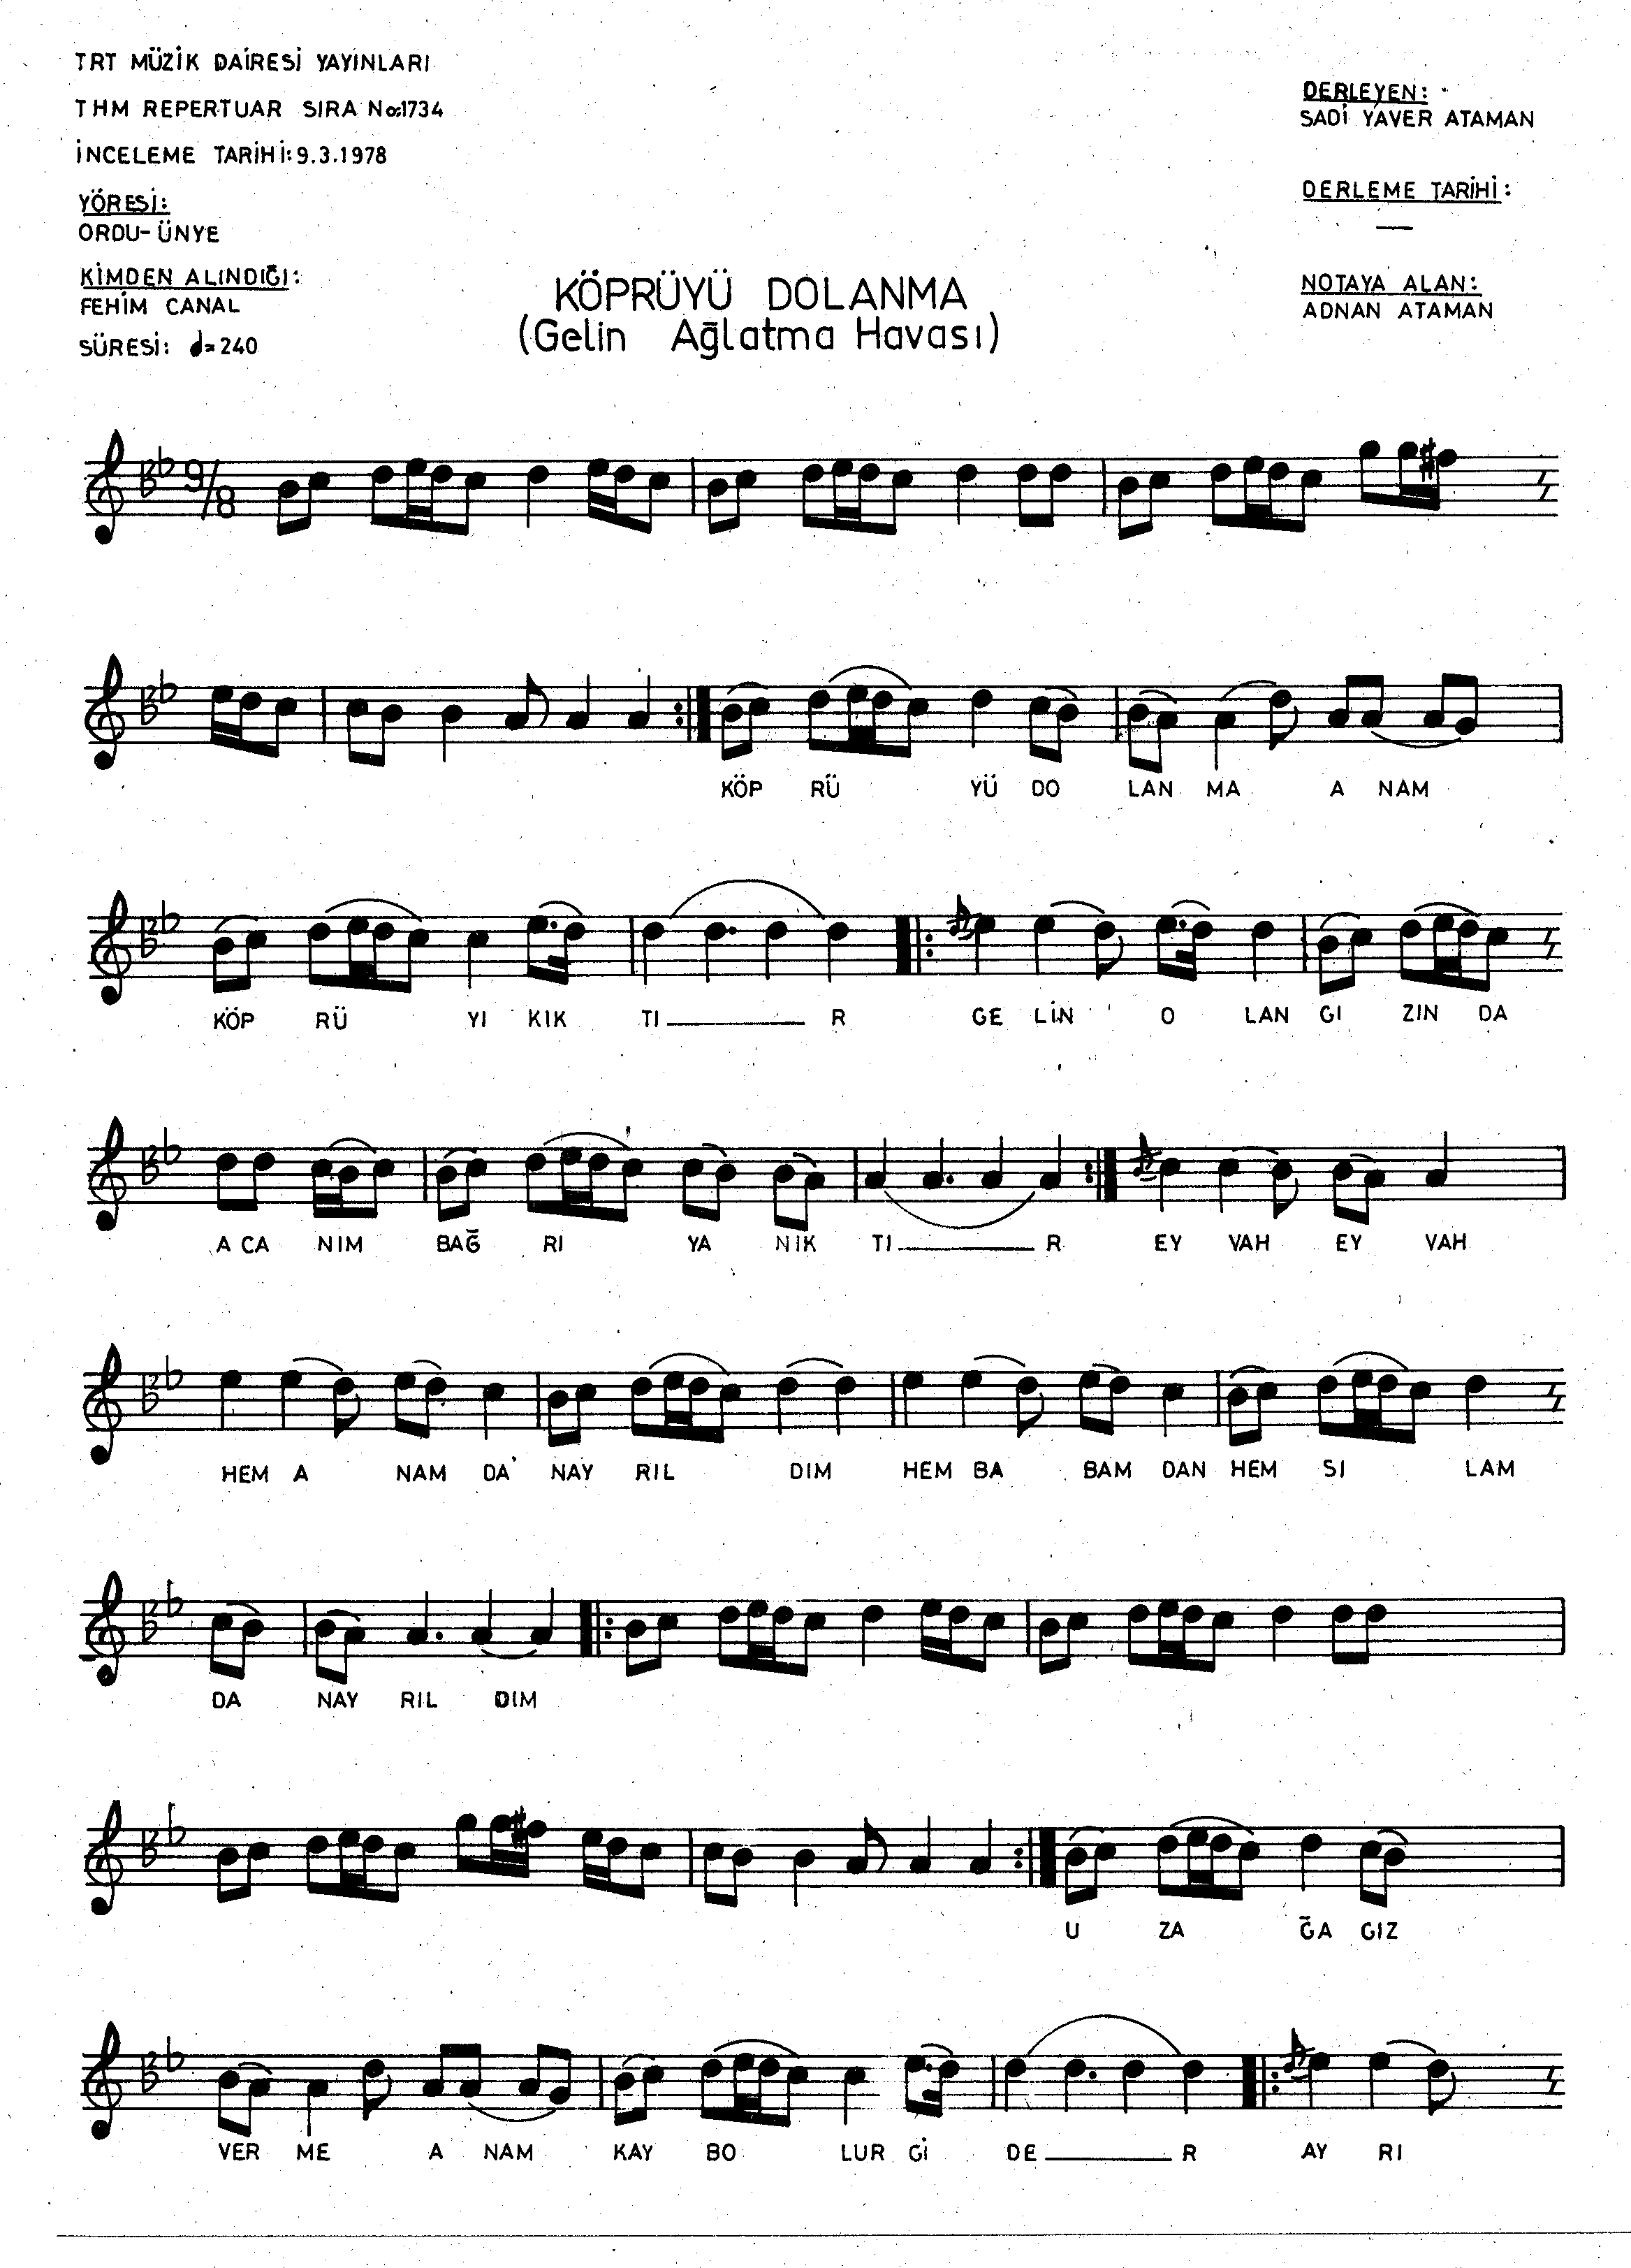 TRT MÜZİK DAİRESİ YAYINLARI
THM REPERTUAR SIRA No:1734
İNCELEME TARİHİ: 9.3.1978
YÖRESİ:
ORDU-ÜNYE
KİMDEN ALINDIĞI:
FEHİM CANAL
SÜRESİ: ♩=240
DERLEYEN:
SADİ YAVER ATAMAN
DERLEME TARİHİ:
—
NOTAYA ALAN:
ADNAN ATAMAN
KÖPRÜYÜ DOLANMA
(Gelin Ağlatma Havası)
9/8
KÖP RÜ YÜ DO LAN MA A NAM
KÖP RÜ YI KIK TI R GE LİN O LAN GI ZIN DA
A CA NIM BAĞ RI YA NIK TI R EY VAH EY VAH
HEM A NAM DA NAY RIL DIM HEM BA BAM DAN HEM SI LAM
DA NAY RIL DIM
U ZA ĞA GIZ
VER ME A NAM KAY BO LUR Gİ DE R AY RI